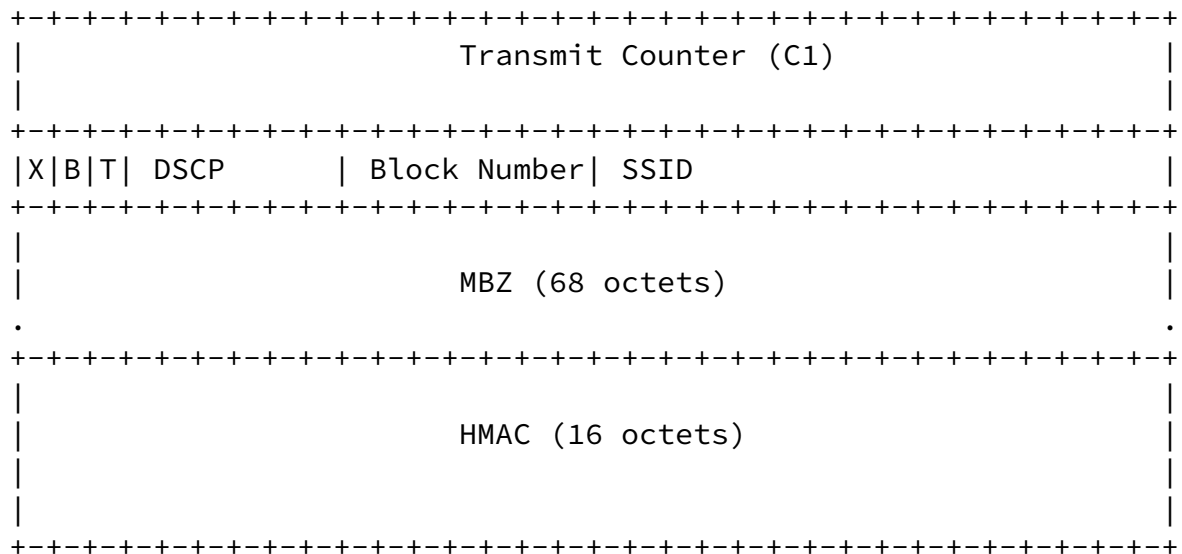 +-+-+-+-+-+-+-+-+-+-+-+-+-+-+-+-+-+-+-+-+-+-+-+-+-+-+-+-+-+-+-+-+
|                        Transmit Counter (C1)                  |
|                                                               |
+-+-+-+-+-+-+-+-+-+-+-+-+-+-+-+-+-+-+-+-+-+-+-+-+-+-+-+-+-+-+-+-+
|X|B|T| DSCP      | Block Number| SSID                          |
+-+-+-+-+-+-+-+-+-+-+-+-+-+-+-+-+-+-+-+-+-+-+-+-+-+-+-+-+-+-+-+-+
|                                                               |
|                        MBZ (68 octets)                        |
.                                                               .
+-+-+-+-+-+-+-+-+-+-+-+-+-+-+-+-+-+-+-+-+-+-+-+-+-+-+-+-+-+-+-+-+
|                                                               |
|                        HMAC (16 octets)                       |
|                                                               |
|                                                               |
+-+-+-+-+-+-+-+-+-+-+-+-+-+-+-+-+-+-+-+-+-+-+-+-+-+-+-+-+-+-+-+-+